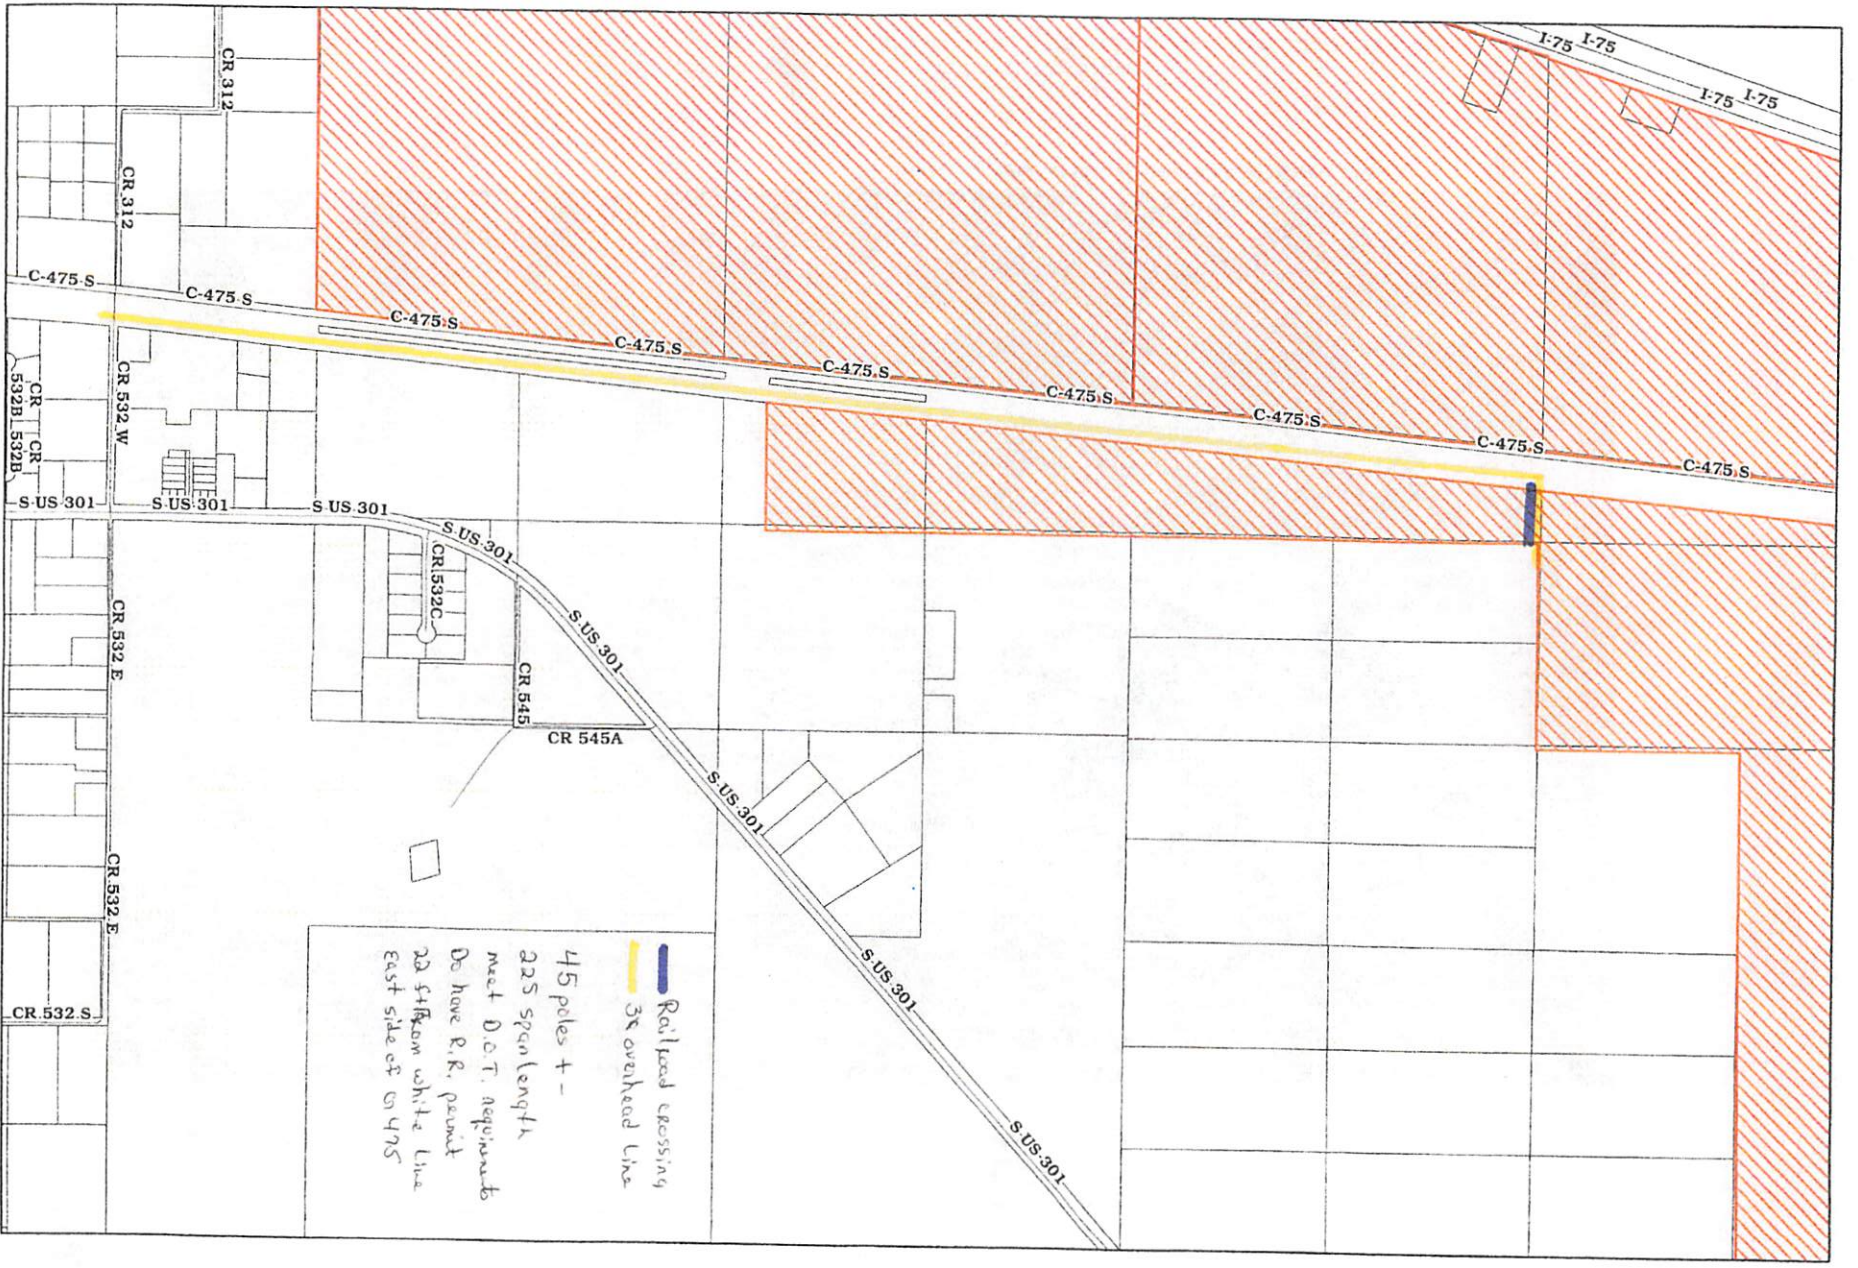 I-75
I-75
I-75
I-75
CR 312
CR 312
C-475 S
C-475 S
C-475 S
C-475 S
C-475 S
C-475 S
C-475 S
C-475 S
C-475 S
CR 532 W
CR
532B
CR
532B
S US 301
S US 301
S US 301
S US 301
CR 532C
S US 301
CR 532 E
CR 545
CR 545A
S US 301
CR 532 E
S US 301
CR 532 S
S US 301
Railroad crossing
overhead Line
45 poles + -
225 span length
meet D.O.T. requirements
Do have R.R. permit
22 ft from white Line
East side of 475